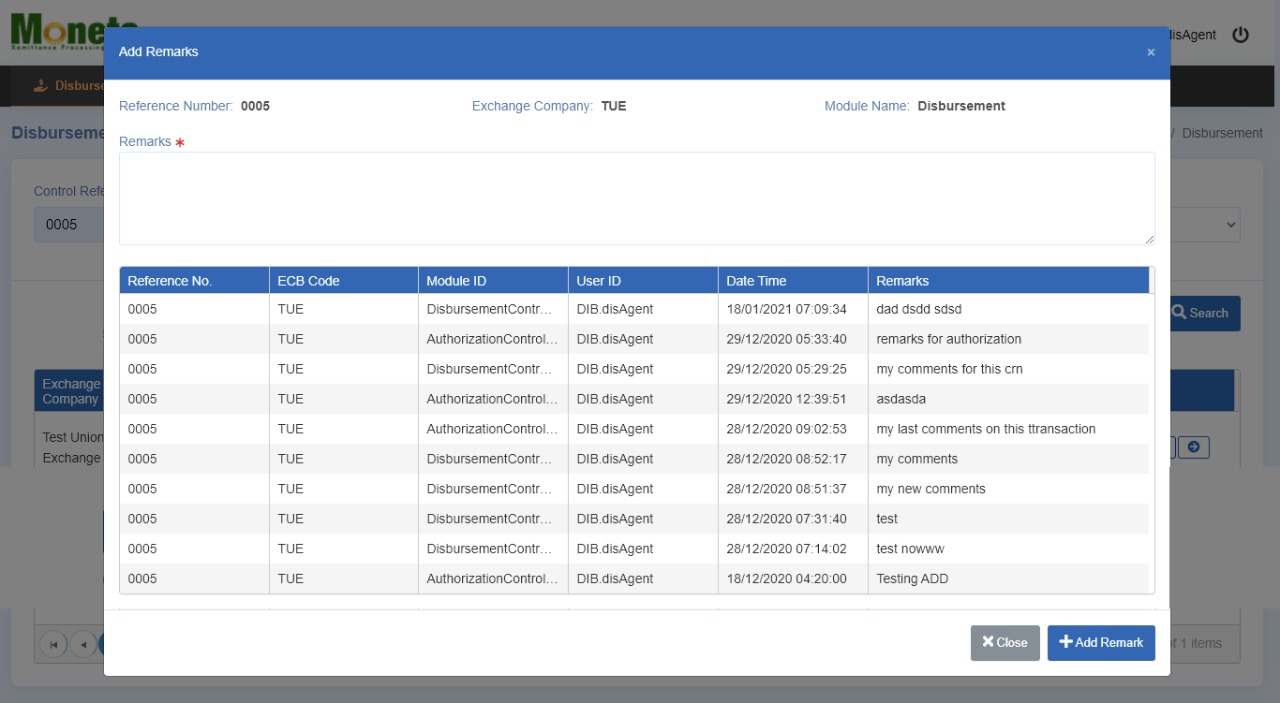 Monet
Remittance Processing
disAgent
Disburse
Disburseme
/ Disbursement
Control Refe
0005
Search
Exchange
Company
Test Union
Exchange
of 1 items
Add Remarks
×
Reference Number: 0005 Exchange Company: TUE Module Name: Disbursement
Remarks *
Reference No. ECB Code Module ID User ID Date Time Remarks
0005 TUE DisbursementContr... DIB.disAgent 18/01/2021 07:09:34 dad dsdd sdsd
0005 TUE AuthorizationControl... DIB.disAgent 29/12/2020 05:33:40 remarks for authorization
0005 TUE DisbursementContr... DIB.disAgent 29/12/2020 05:29:25 my comments for this crn
0005 TUE AuthorizationControl... DIB.disAgent 29/12/2020 12:39:51 asdasda
0005 TUE AuthorizationControl... DIB.disAgent 28/12/2020 09:02:53 my last comments on this ttransaction
0005 TUE DisbursementContr... DIB.disAgent 28/12/2020 08:52:17 my comments
0005 TUE DisbursementContr... DIB.disAgent 28/12/2020 08:51:37 my new comments
0005 TUE DisbursementContr... DIB.disAgent 28/12/2020 07:31:40 test
0005 TUE DisbursementContr... DIB.disAgent 28/12/2020 07:14:02 test nowww
0005 TUE AuthorizationControl... DIB.disAgent 18/12/2020 04:20:00 Testing ADD
Close
Add Remark